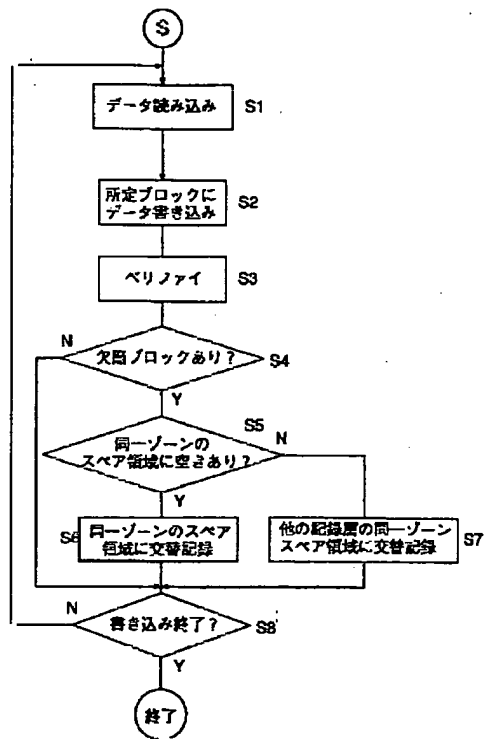 S
データ読み込み
S1
所定ブロックに
データ書き込み
S2
ベリファイ
S3
N
欠陥ブロックあり?
S4
Y
S5
同一ゾーンの
スペア領域に空きあり?
N
Y
同一ゾーンのスペア
領域に交替記録
S6
他の記録層の同一ゾーン
スペア領域に交替記録
S7
N
書き込み終了?
S8
Y
終了